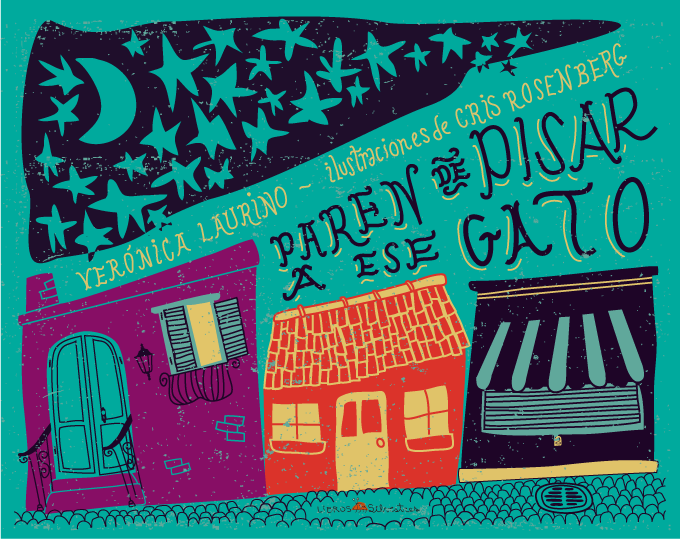 VERÓNICA LAURINO ~ ilustraciones de CRIS ROSENBERG
PAREN DE PISAR
A ESE GATO